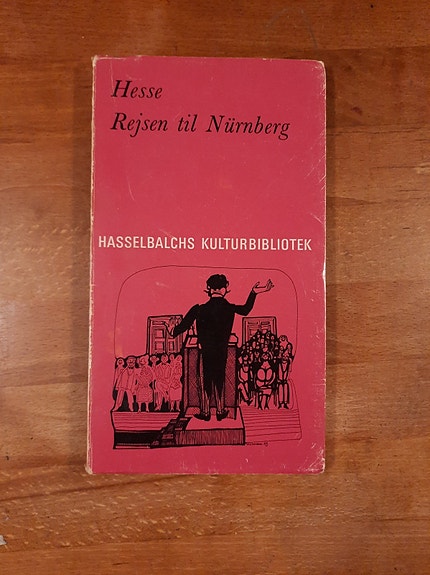 Hesse
Rejsen til Nürnberg
HASSELBALCHS KULTURBIBLIOTEK